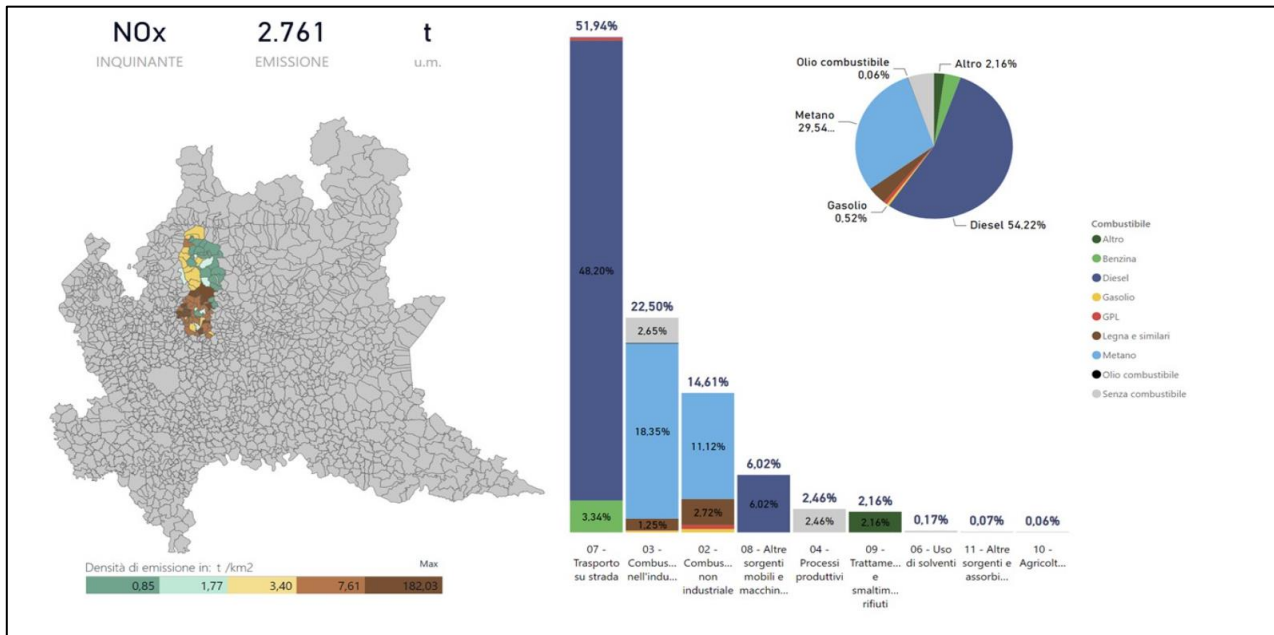 NOx 2.761 t
INQUINANTE EMISSIONE u.m.
Densità di emissione in: t /km2 Max
0,85 1,77 3,40 7,61 182,03
51,94%
48,20%
3,34%
22,50%
2,65%
18,35%
1,25%
14,61%
11,12%
2,72%
6,02%
6,02%
2,46%
2,46%
2,16%
2,16%
0,17%
0,07%
0,06%
07 -
Trasporto
su strada
03 -
Combus...
nell'indu...
02 -
Combus...
non
industriale
08 - Altre
sorgenti
mobili e
macchin...
04 -
Processi
produttivi
09 -
Trattame...
e
smaltim...
rifiuti
06 - Uso
di solventi
11 - Altre
sorgenti e
assorbi...
10 -
Agricolt...
Olio combustibile
0,06%
Altro 2,16%
Metano
29,54...
Gasolio
0,52%
Diesel 54,22%
Combustibile
Altro
Benzina
Diesel
Gasolio
GPL
Legna e similari
Metano
Olio combustibile
Senza combustibile